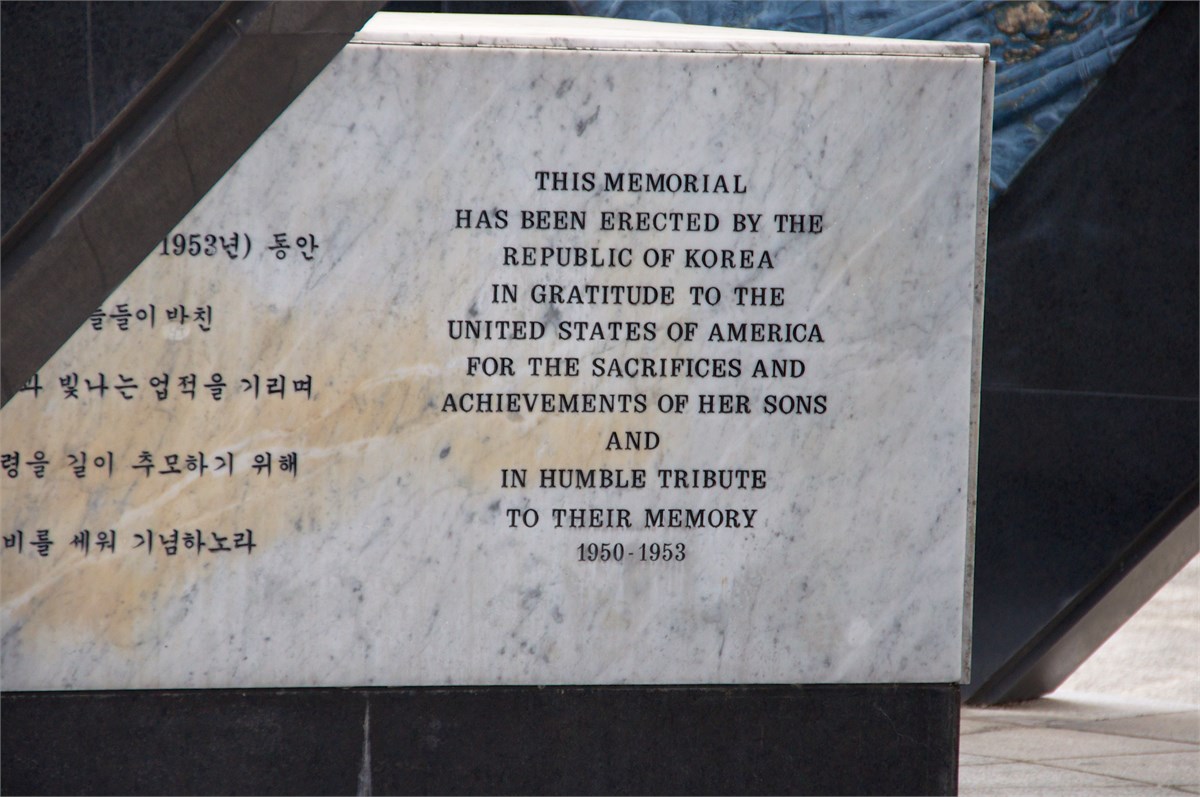 1953년) 동안
들이 바친
빛나는 업적을 기리며
령을 길이 추모하기 위해
비를 세워 기념하노라
THIS MEMORIAL
HAS BEEN ERECTED BY THE
REPUBLIC OF KOREA
IN GRATITUDE TO THE
UNITED STATES OF AMERICA
FOR THE SACRIFICES AND
ACHIEVEMENTS OF HER SONS
AND
IN HUMBLE TRIBUTE
TO THEIR MEMORY
1950-1953